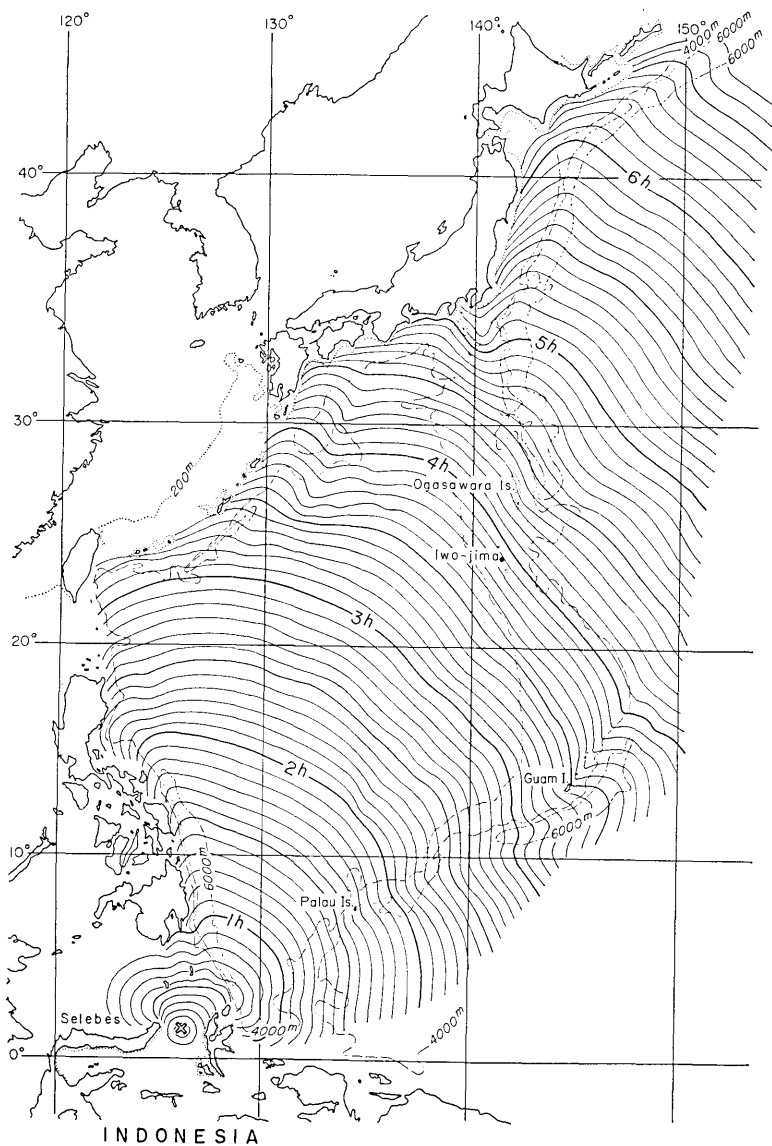 120°
130°
140°
150°
4000m
6000m
6000m
40°
6h
5h
30°
200m
4h
Ogasawara Is.
Iwo-jima
3h
20°
2h
Guam I.
6000m
10°
6000m
Palau Is.
1h
Selebes
4000m
4000m
0°
INDONESIA